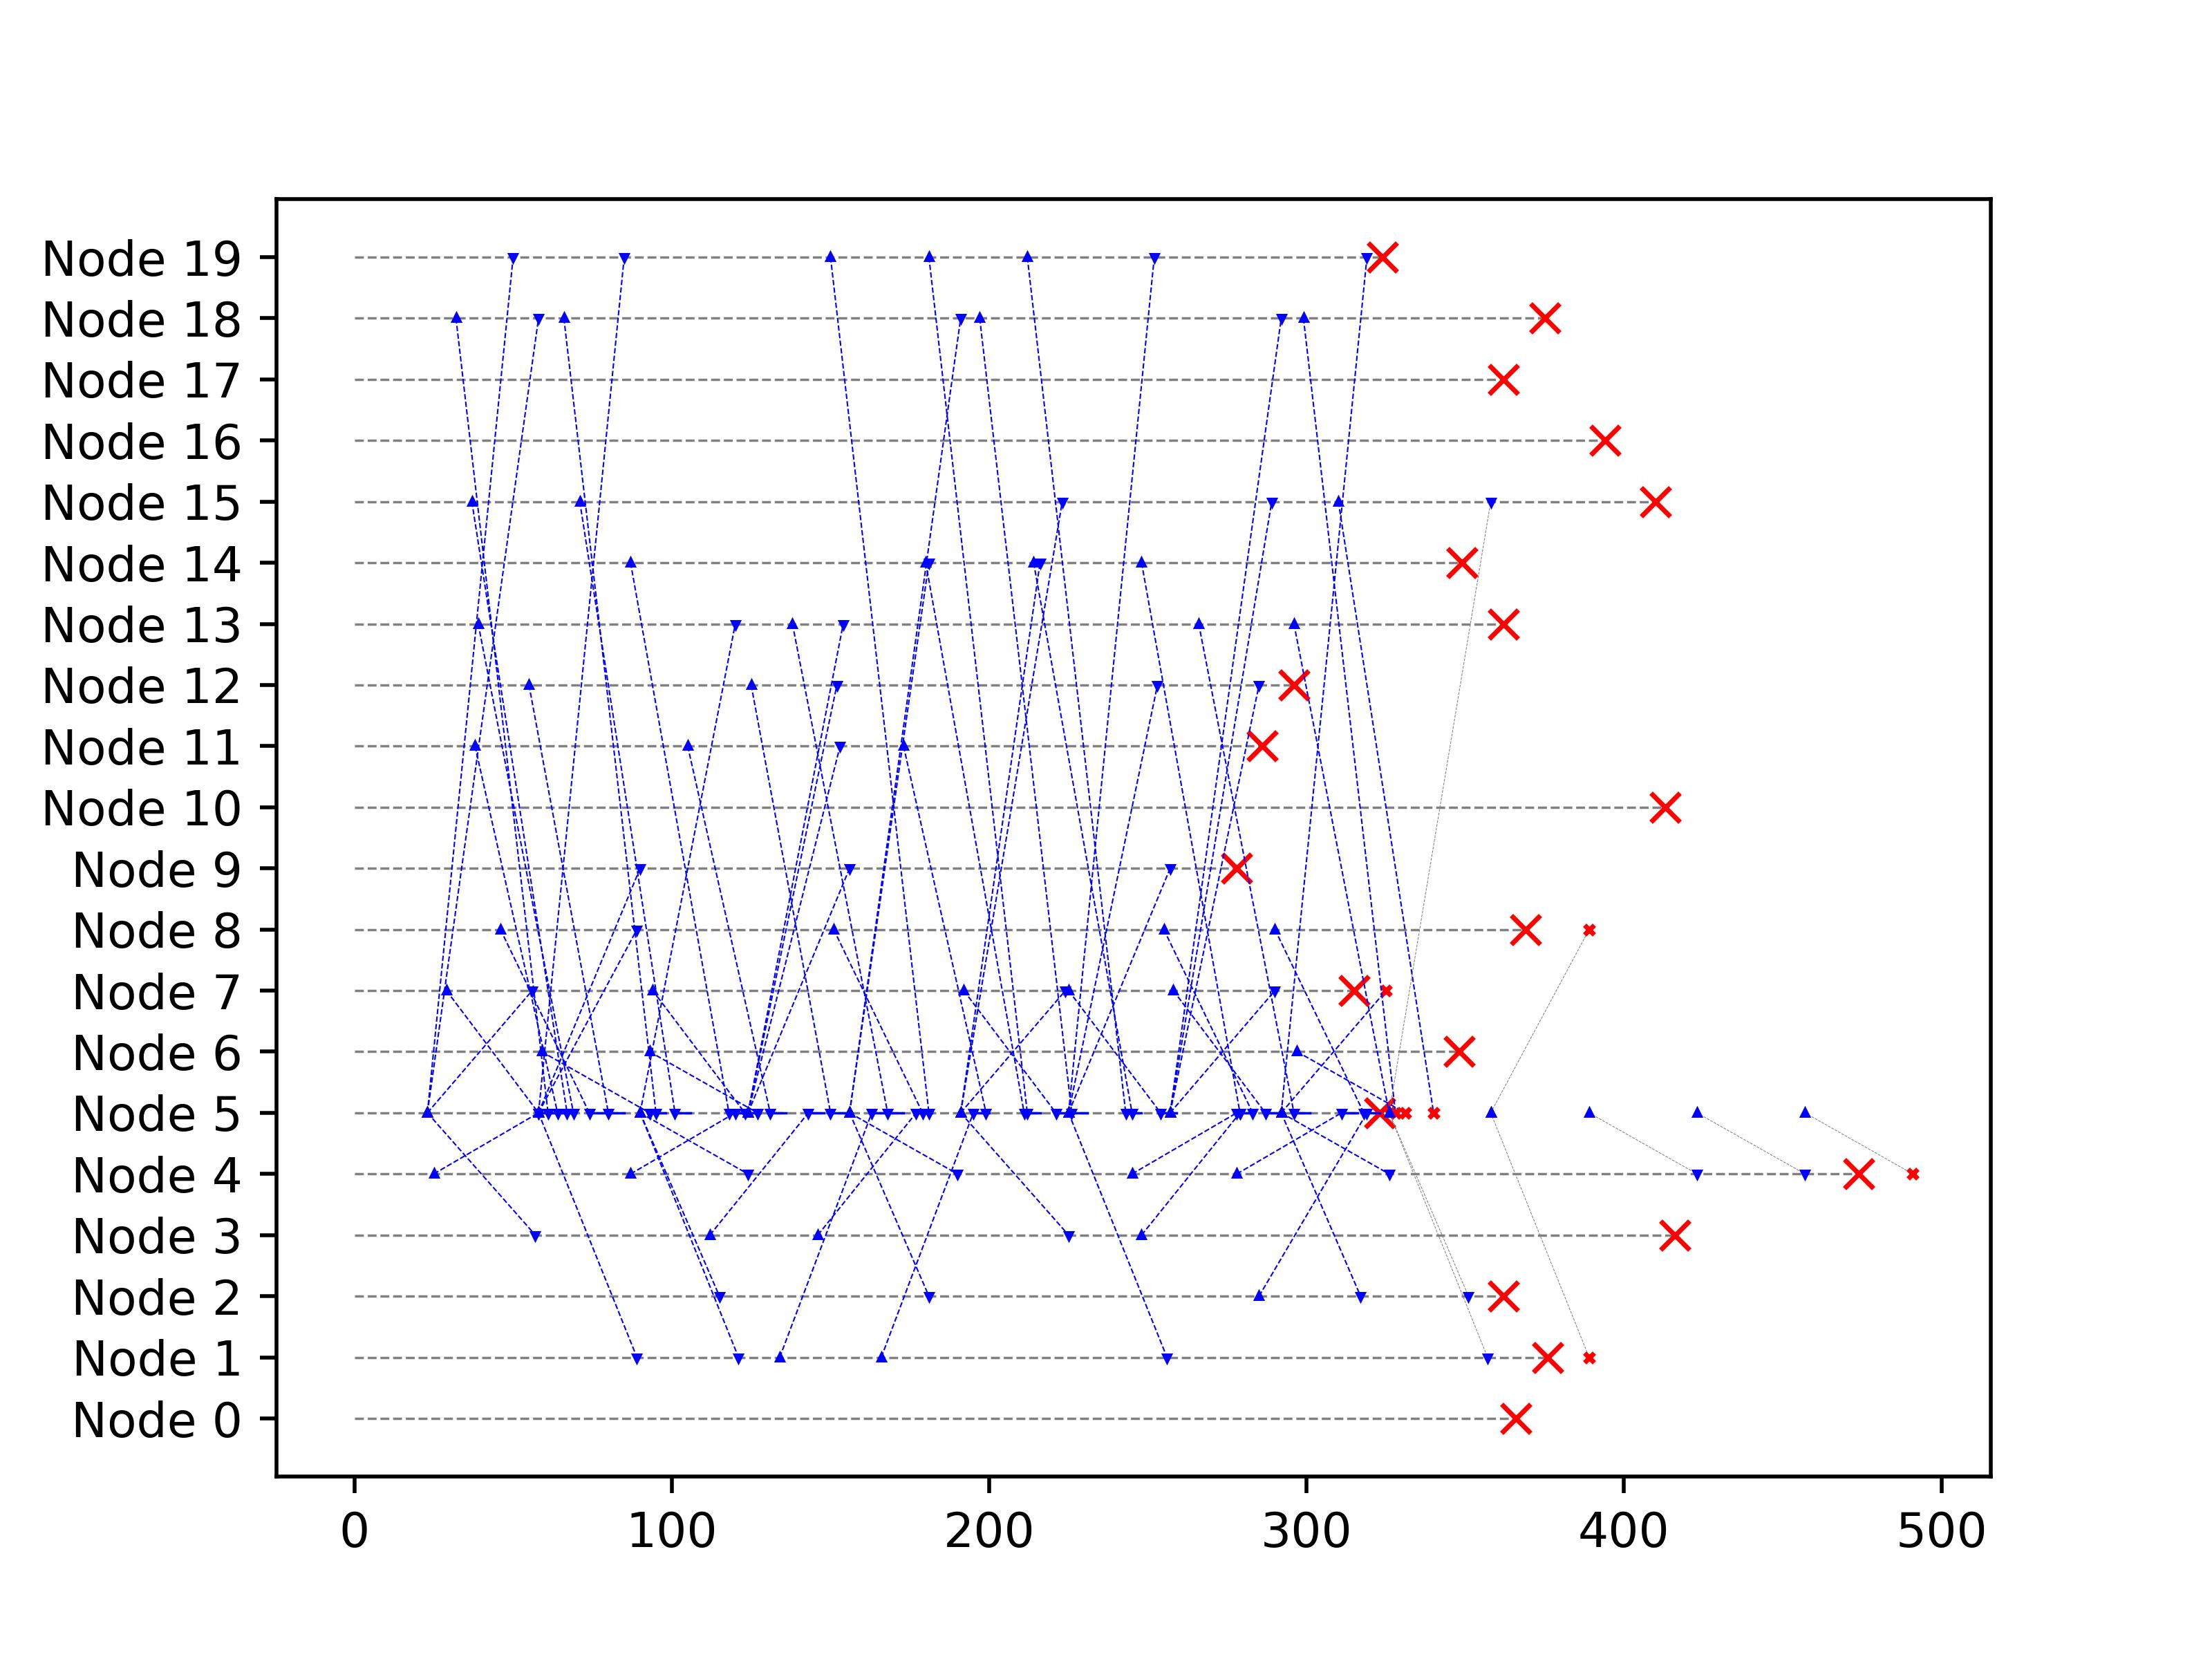 Node 19
Node 18
Node 17
Node 16
Node 15
Node 14
Node 13
Node 12
Node 11
Node 10
Node 9
Node 8
Node 7
Node 6
Node 5
Node 4
Node 3
Node 2
Node 1
Node 0
0 100 200 300 400 500